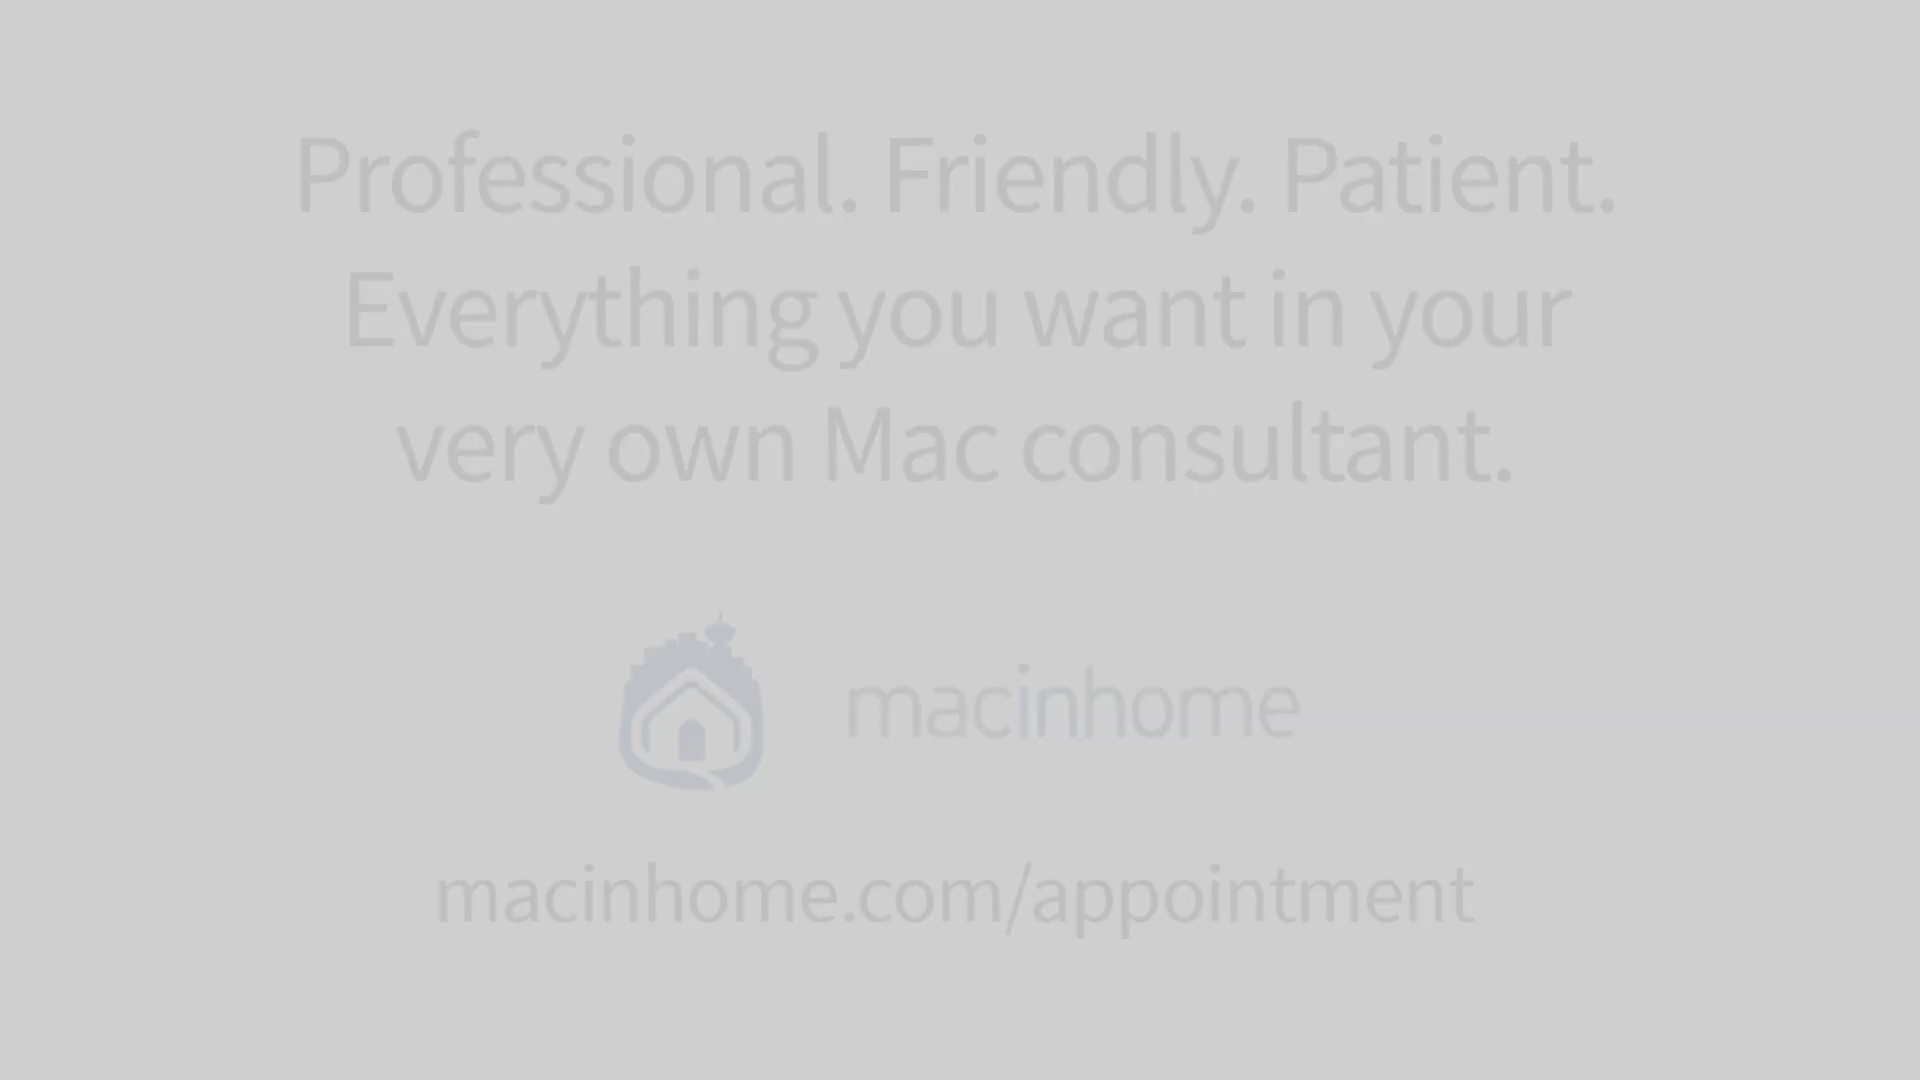 Professional. Friendly. Patient.
Everything you want in your
very own Mac consultant.
macinhome
macinhome.com/appointment